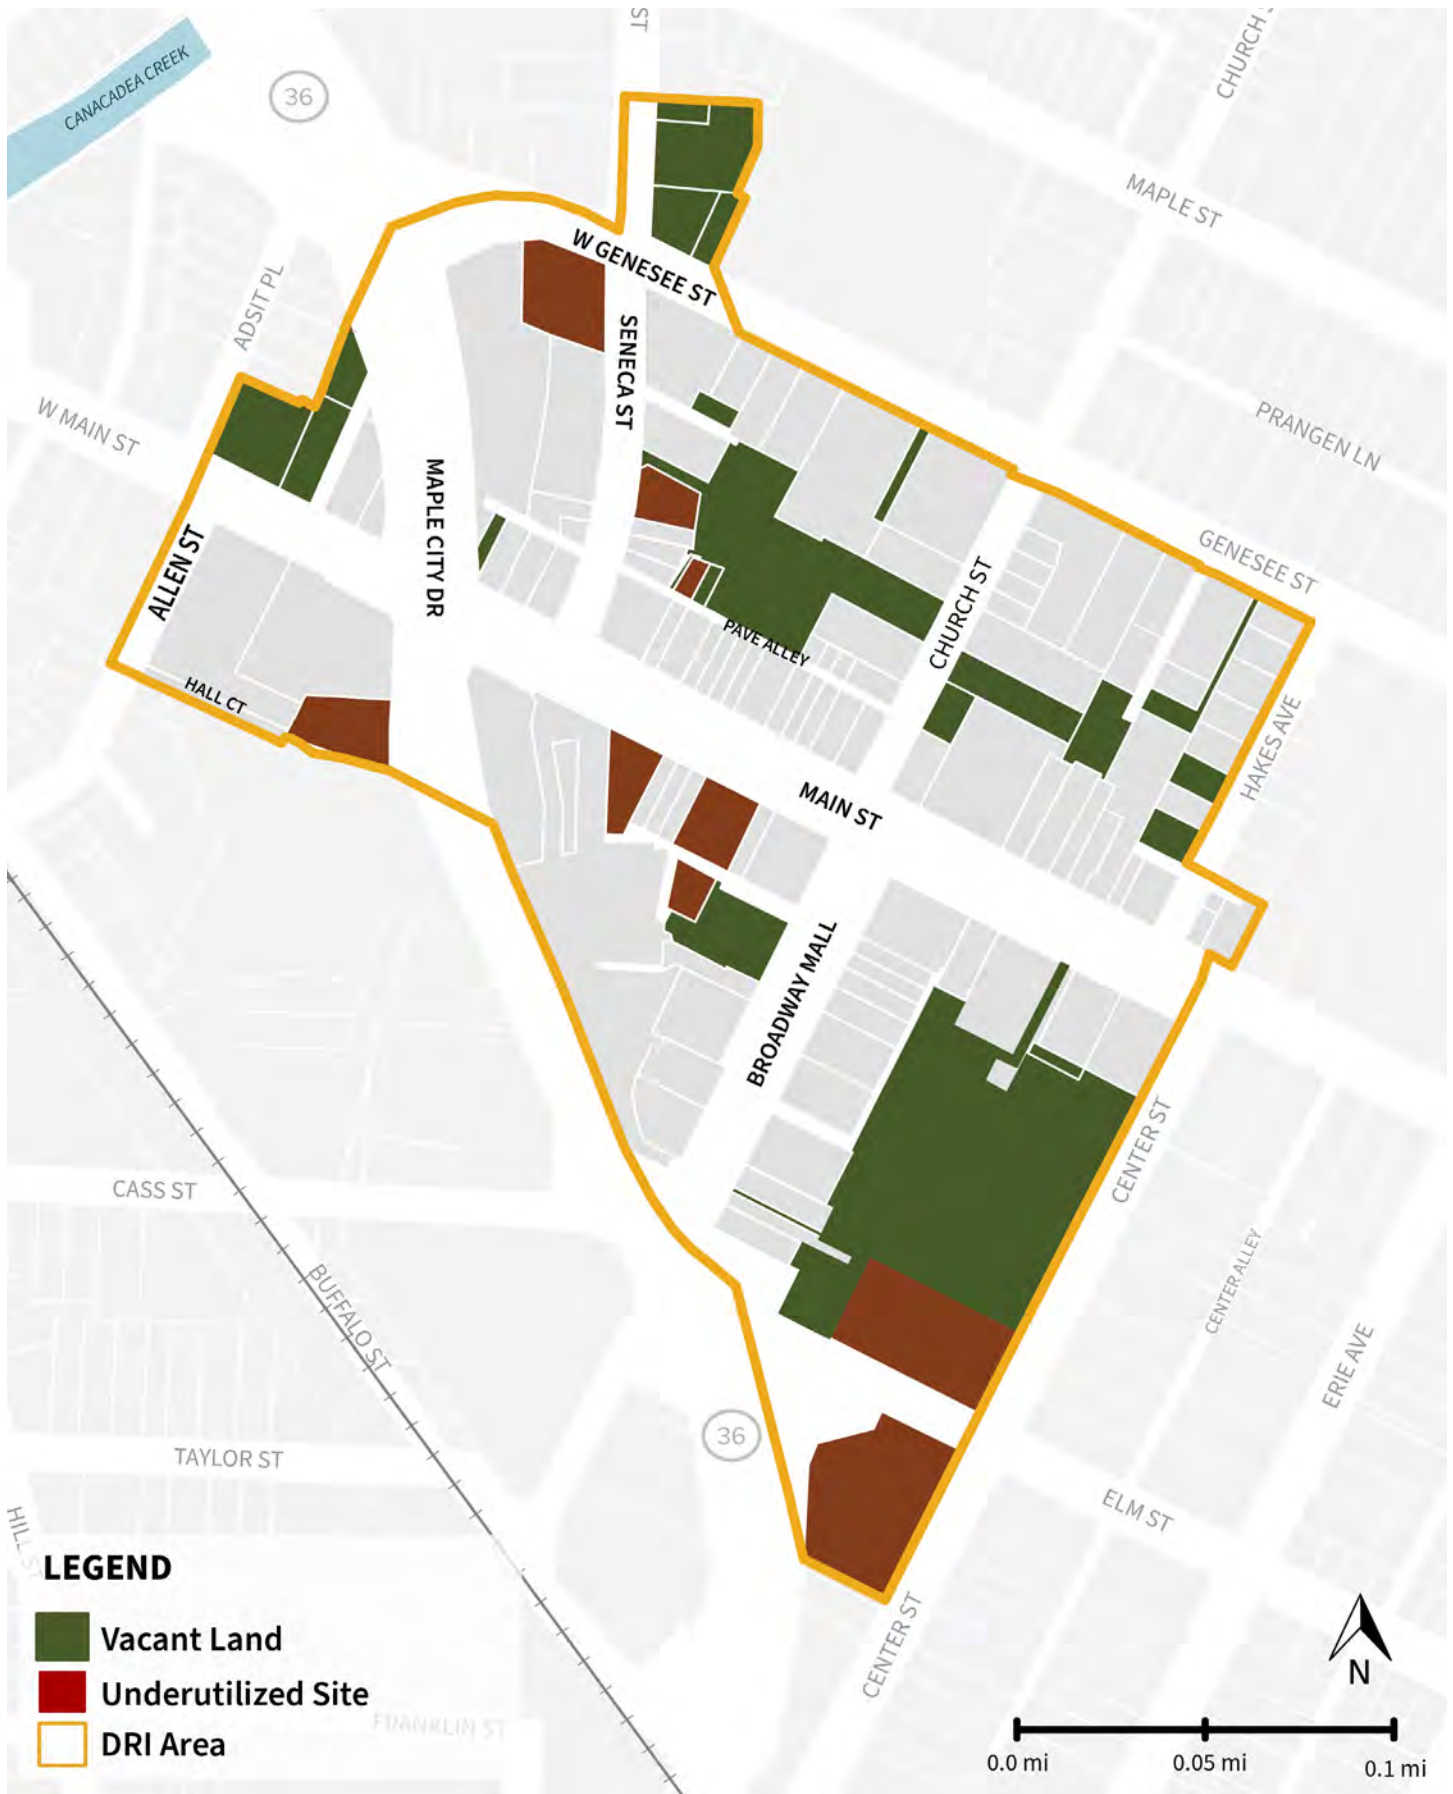 ST
CHURCH
CANACADEA CREEK
36
MAPLE ST
W GENESEE ST
ADSIT PL
SENECA ST
W MAIN ST
PRANGEN LN
MAPLE CITY DR
GENESEE ST
ALLEN ST
CHURCH ST
PAVE ALLEY
HALL CT
HAKES AVE
MAIN ST
BROADWAY MALL
CENTER ST
CASS ST
CENTER ALLEY
BUFFALO ST
ERIE AVE
36
TAYLOR ST
ELM ST
HILL ST
LEGEND
Vacant Land
Underutilized Site
DRI Area
CENTER ST
N
0.0 mi
0.05 mi
0.1 mi